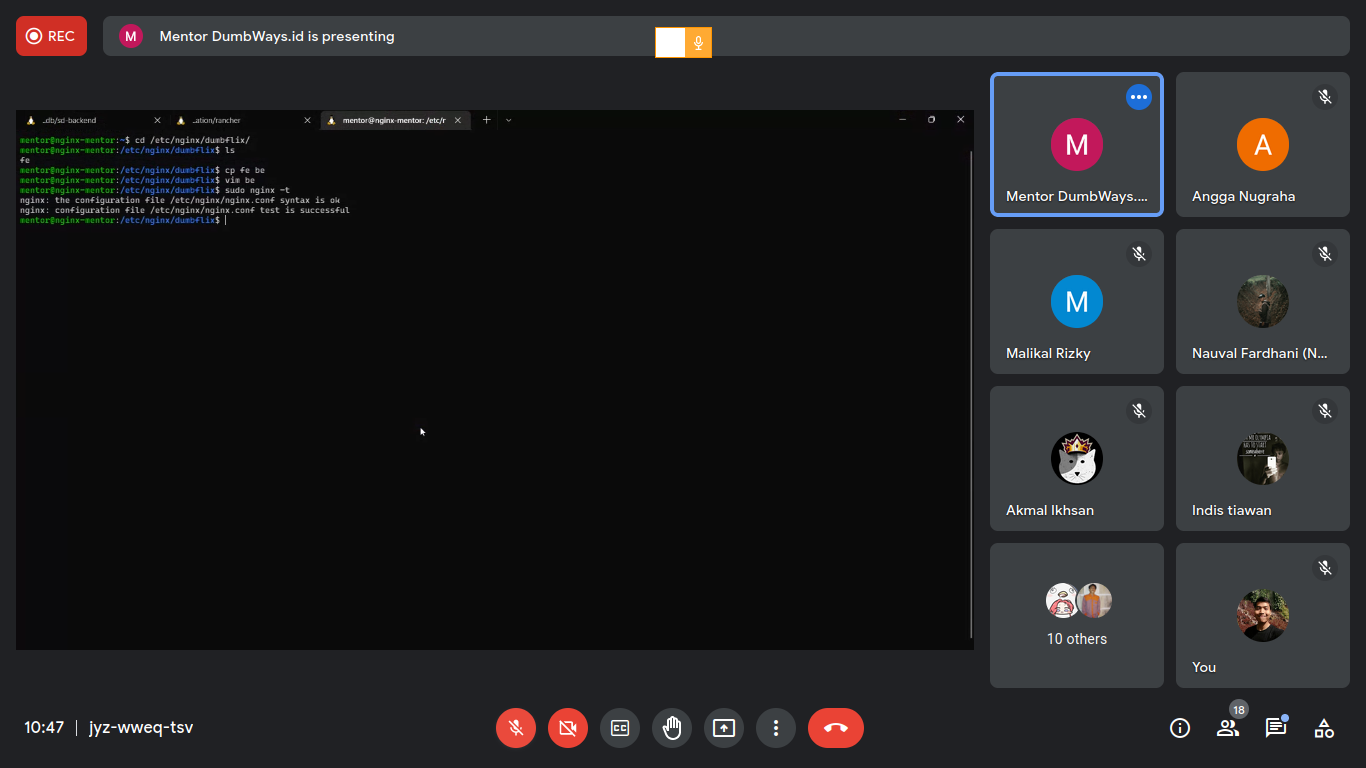 REC
M
Mentor DumbWays.id is presenting
..db/sd-backend
..ation/rancher
mentor@nginx-mentor: /etc/r
mentor@nginx-mentor:~$ cd /etc/nginx/dumbflix/
mentor@nginx-mentor:/etc/nginx/dumbflix$ ls
fe
mentor@nginx-mentor:/etc/nginx/dumbflix$ cp fe be
mentor@nginx-mentor:/etc/nginx/dumbflix$ vim be
mentor@nginx-mentor:/etc/nginx/dumbflix$ sudo nginx -t
nginx: the configuration file /etc/nginx/nginx.conf syntax is ok
nginx: configuration file /etc/nginx/nginx.conf test is successful
mentor@nginx-mentor:/etc/nginx/dumbflix$
M
Mentor DumbWays....
A
Angga Nugraha
M
Malikal Rizky
Nauval Fardhani (N...
Akmal Ikhsan
Indis tiawan
10 others
You
10:47 | jyz-wweq-tsv
CC
18